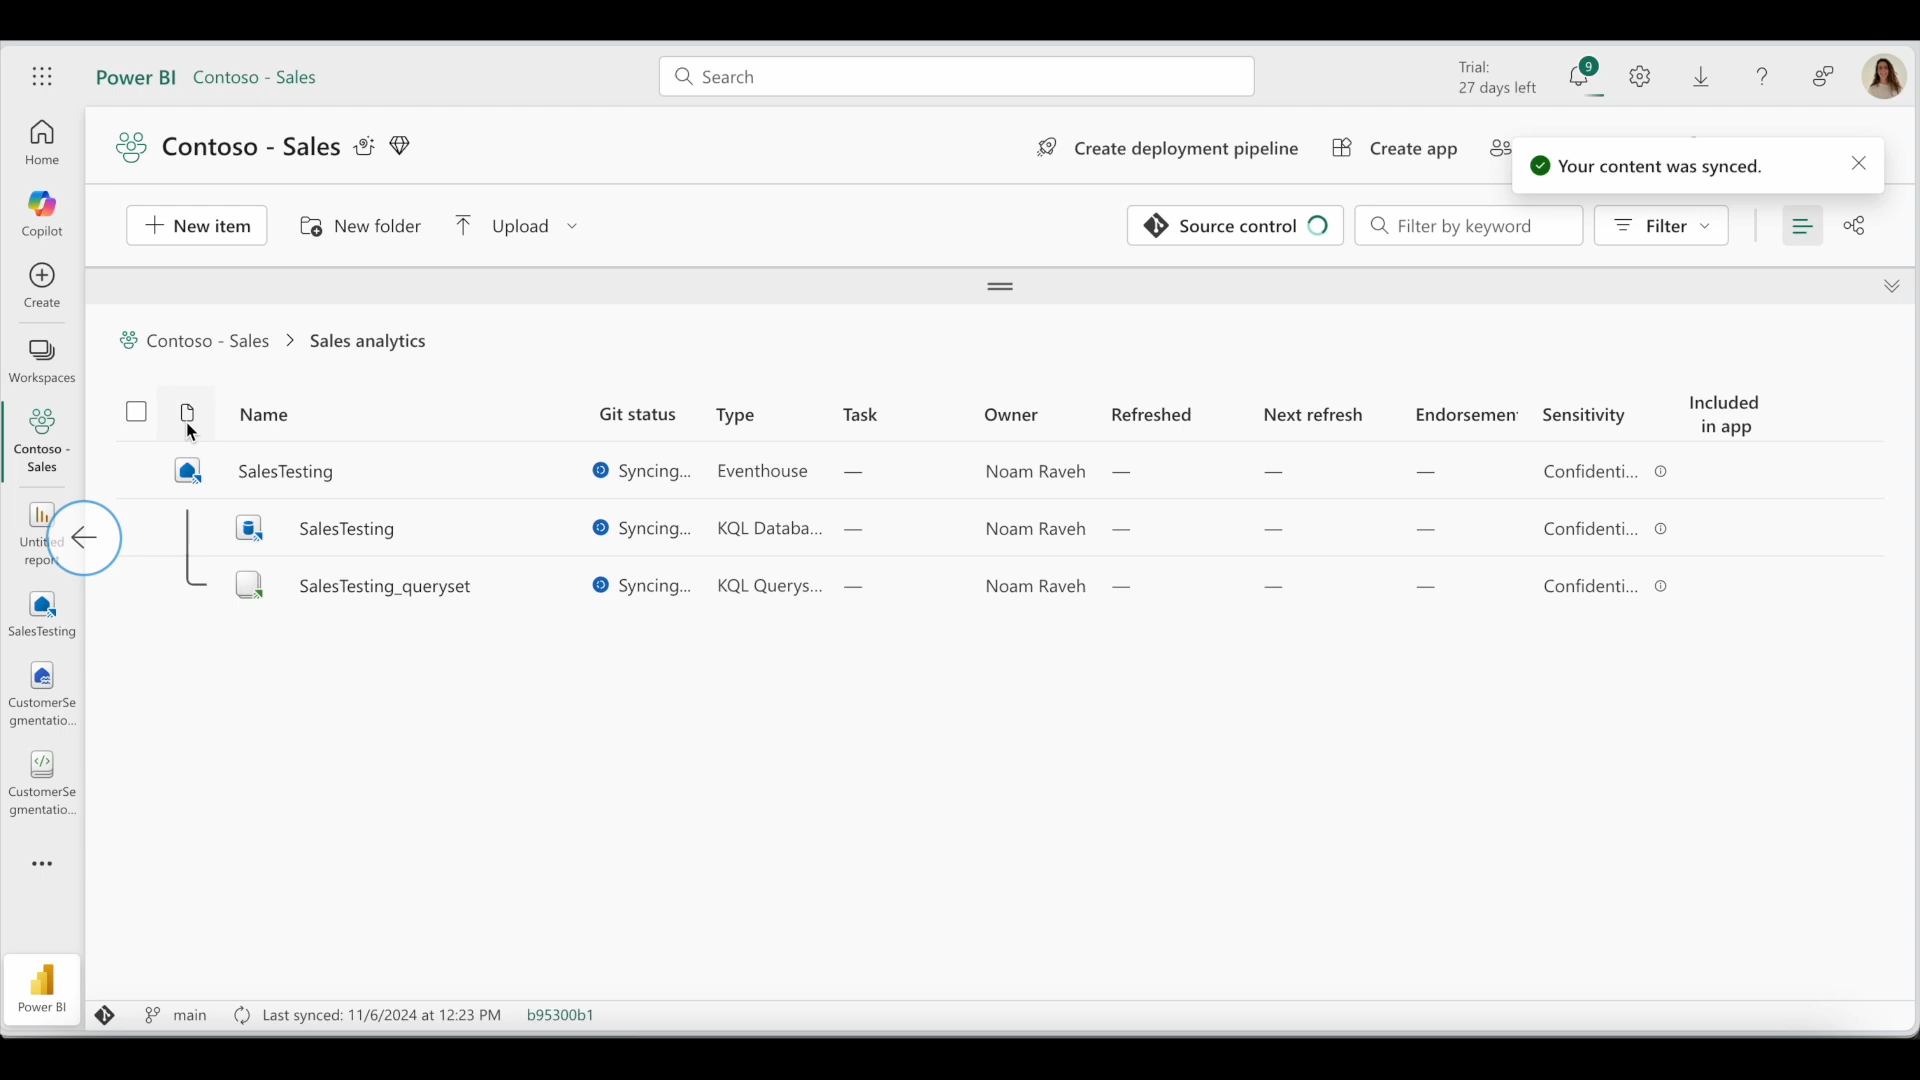 Power BI Contoso - Sales
Search
Trial:
27 days left
9
Home
Copilot
Create
Workspaces
Contoso -
Sales
Untitled
report
SalesTesting
CustomerSe
gmentatio...
CustomerSe
gmentatio...
Power BI
Contoso - Sales
Create deployment pipeline
Create app
Your content was synced.
New item
New folder
Upload
Source control
Filter by keyword
Filter
Contoso - Sales > Sales analytics
Name Git status Type Task Owner Refreshed Next refresh Endorsemen Sensitivity Included
in app
SalesTesting Syncing... Eventhouse — Noam Raveh — — — Confidenti...
SalesTesting Syncing... KQL Databa... — Noam Raveh — — — Confidenti...
SalesTesting_queryset Syncing... KQL Querys... — Noam Raveh — — — Confidenti...
main Last synced: 11/6/2024 at 12:23 PM b95300b1